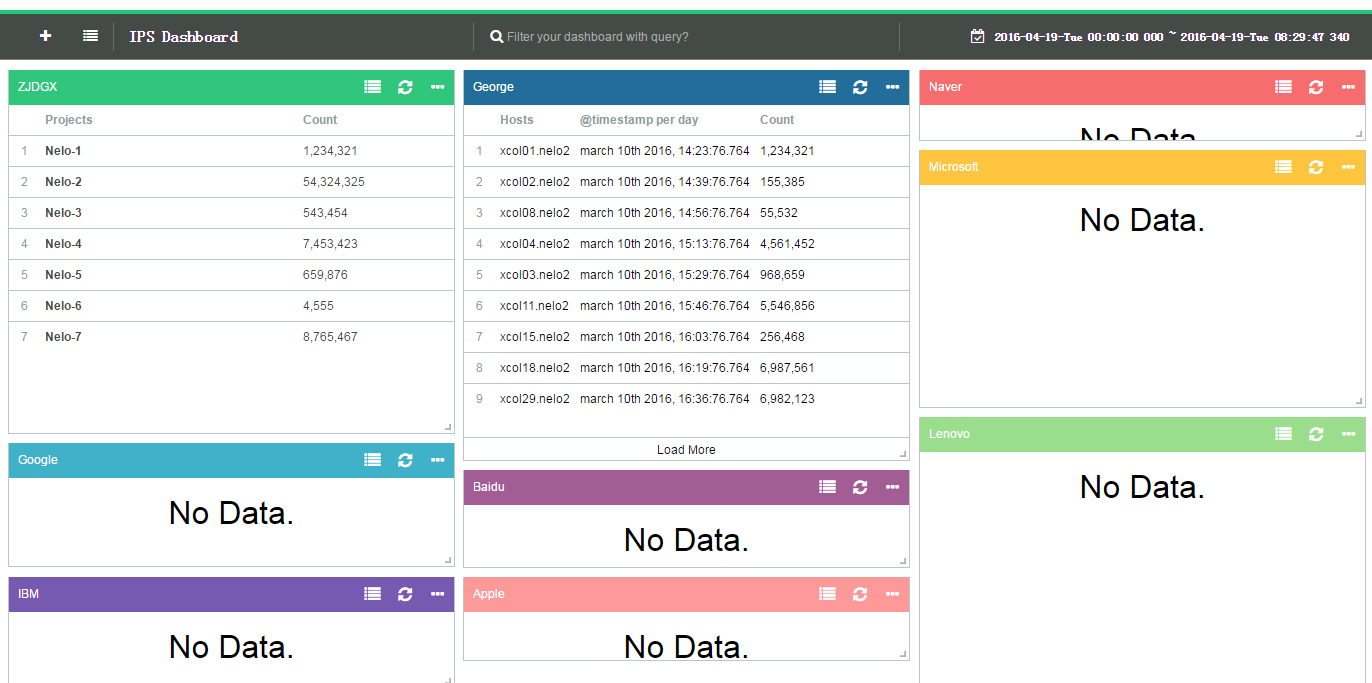 IPS Dashboard
Filter your dashboard with query?
2016-04-19-Tue 00:00:00 000 ~ 2016-04-19-Tue 08:29:47 340
ZJDGX
Projects Count
1 Nelo-1 1,234,321
2 Nelo-2 54,324,325
3 Nelo-3 543,454
4 Nelo-4 7,453,423
5 Nelo-5 659,876
6 Nelo-6 4,555
7 Nelo-7 8,765,467
Google
No Data.
IBM
No Data.
George
Hosts @timestamp per day Count
1 xcol01.nelo2 march 10th 2016, 14:23:76.764 1,234,321
2 xcol02.nelo2 march 10th 2016, 14:39:76.764 155,385
3 xcol08.nelo2 march 10th 2016, 14:56:76.764 55,532
4 xcol04.nelo2 march 10th 2016, 15:13:76.764 4,561,452
5 xcol03.nelo2 march 10th 2016, 15:29:76.764 968,659
6 xcol11.nelo2 march 10th 2016, 15:46:76.764 5,546,856
7 xcol15.nelo2 march 10th 2016, 16:03:76.764 256,468
8 xcol18.nelo2 march 10th 2016, 16:19:76.764 6,987,561
9 xcol29.nelo2 march 10th 2016, 16:36:76.764 6,982,123
Load More
Baidu
No Data.
Apple
No Data.
Naver
No Data.
Microsoft
No Data.
Lenovo
No Data.